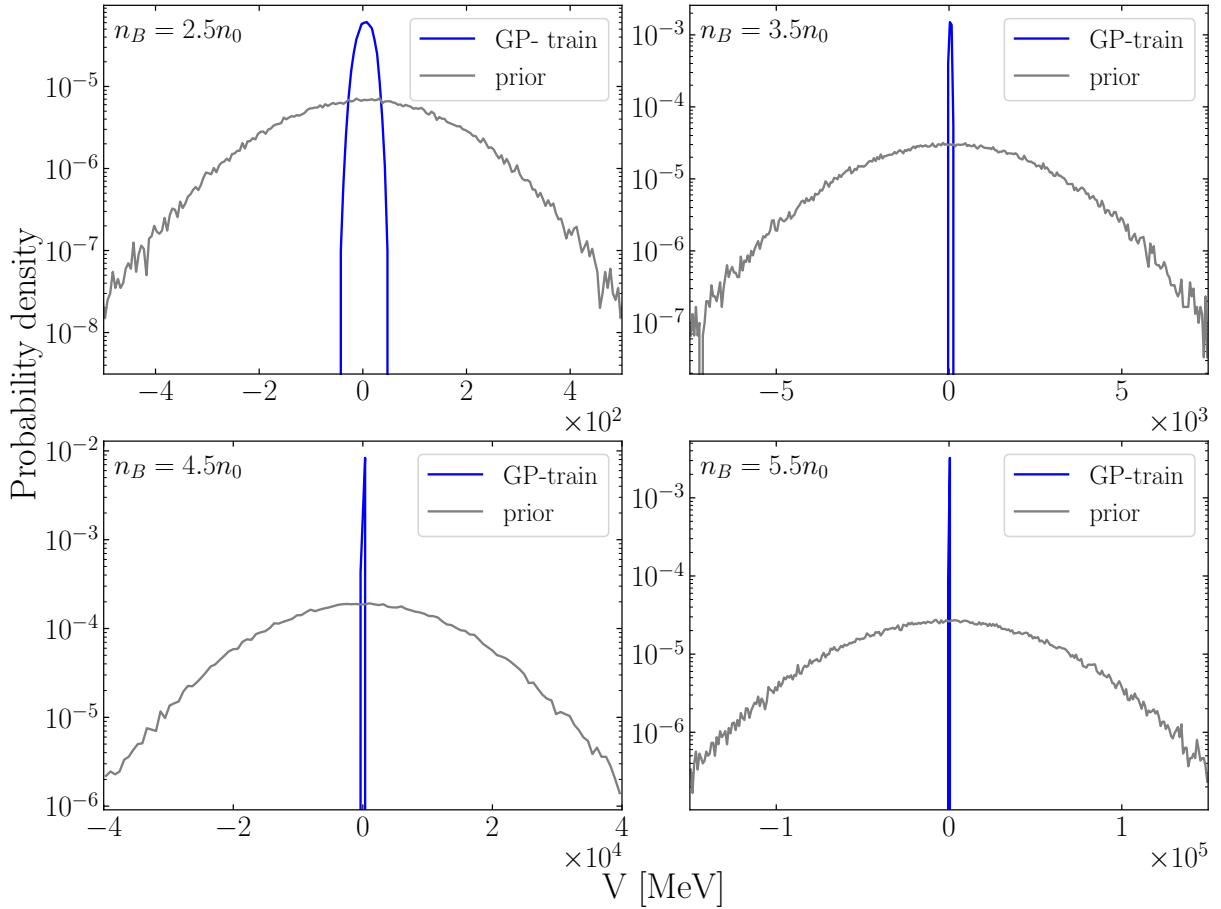 n_B = 2.5n_0
GP- train
prior
10^{-5}
10^{-6}
10^{-7}
10^{-8}
−4
−2
0
2
4
×10^2
n_B = 3.5n_0
GP-train
prior
10^{-3}
10^{-4}
10^{-5}
10^{-6}
10^{-7}
−5
0
5
×10^3
Probability density
n_B = 4.5n_0
GP-train
prior
10^{-2}
10^{-3}
10^{-4}
10^{-5}
10^{-6}
−4
−2
0
2
4
×10^4
n_B = 5.5n_0
GP-train
prior
10^{-3}
10^{-4}
10^{-5}
10^{-6}
−1
0
1
×10^5
V [MeV]